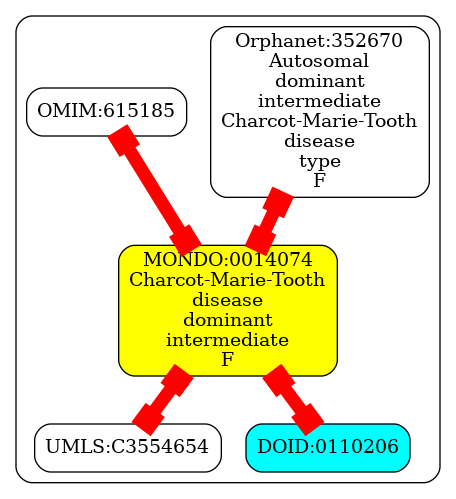 OMIM:615185
Orphanet:352670
Autosomal
dominant
intermediate
Charcot-Marie-Tooth
disease
type
F
MONDO:0014074
Charcot-Marie-Tooth
disease
dominant
intermediate
F
UMLS:C3554654
DOID:0110206